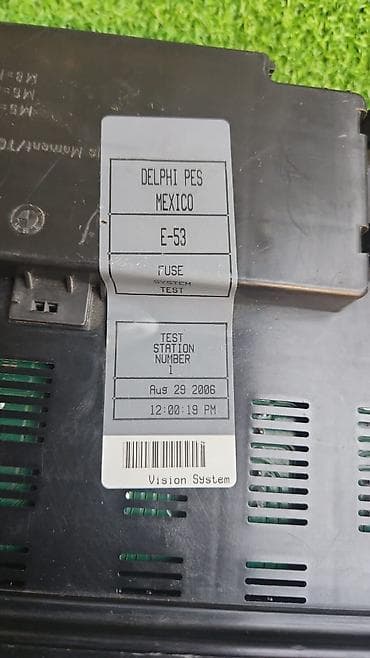 DELPHI PES
MEXICO
E-53
FUSE
SYSTEM
TEST
TEST
STATION
NUMBER
1
Aug 29 2006
12:00:19 PM
Vision System